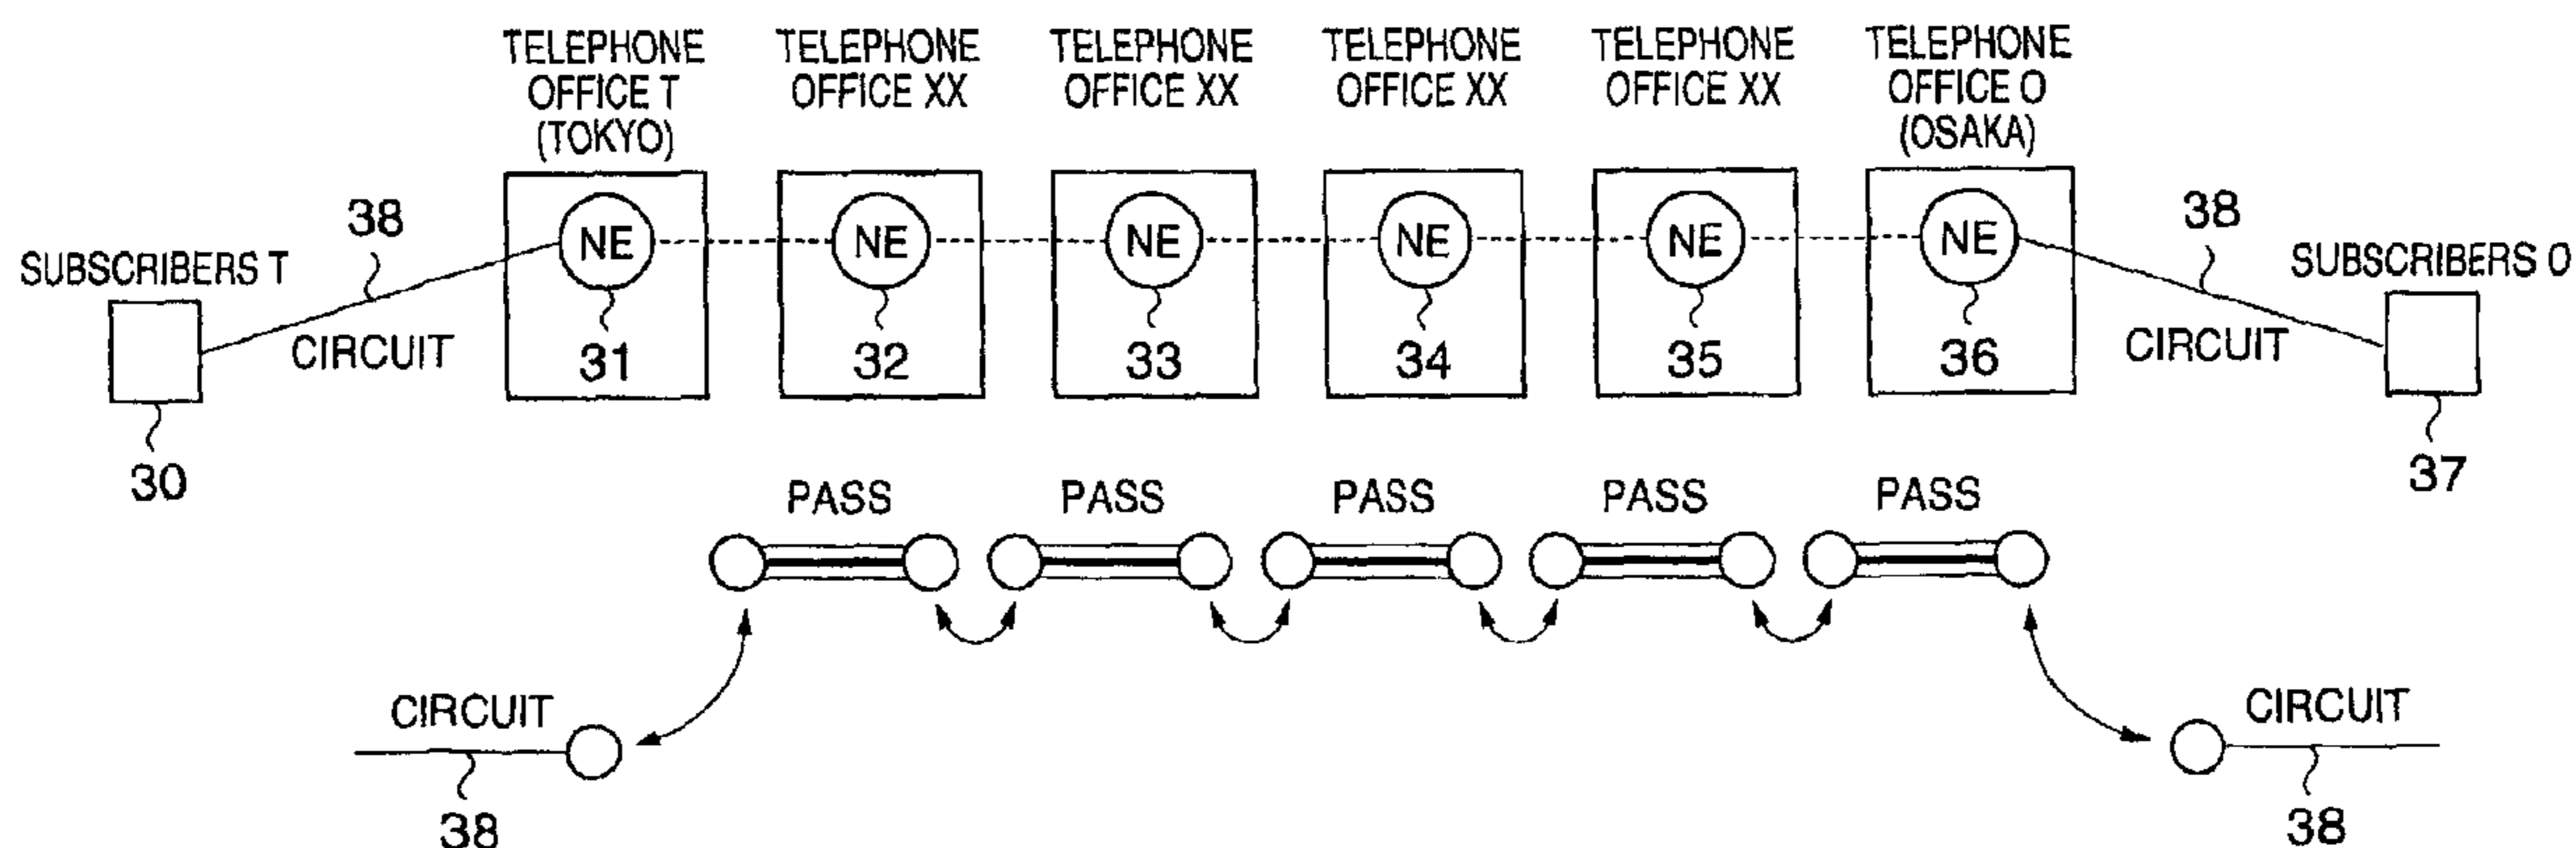 TELEPHONE
OFFICE T
(TOKYO)
TELEPHONE
OFFICE XX
TELEPHONE
OFFICE XX
TELEPHONE
OFFICE XX
TELEPHONE
OFFICE XX
TELEPHONE
OFFICE O
(OSAKA)
SUBSCRIBERS T
38
CIRCUIT
NE
NE
NE
NE
NE
NE
38
CIRCUIT
SUBSCRIBERS O
30
31
32
33
34
35
36
37
PASS
PASS
PASS
PASS
PASS
CIRCUIT
38
CIRCUIT
38